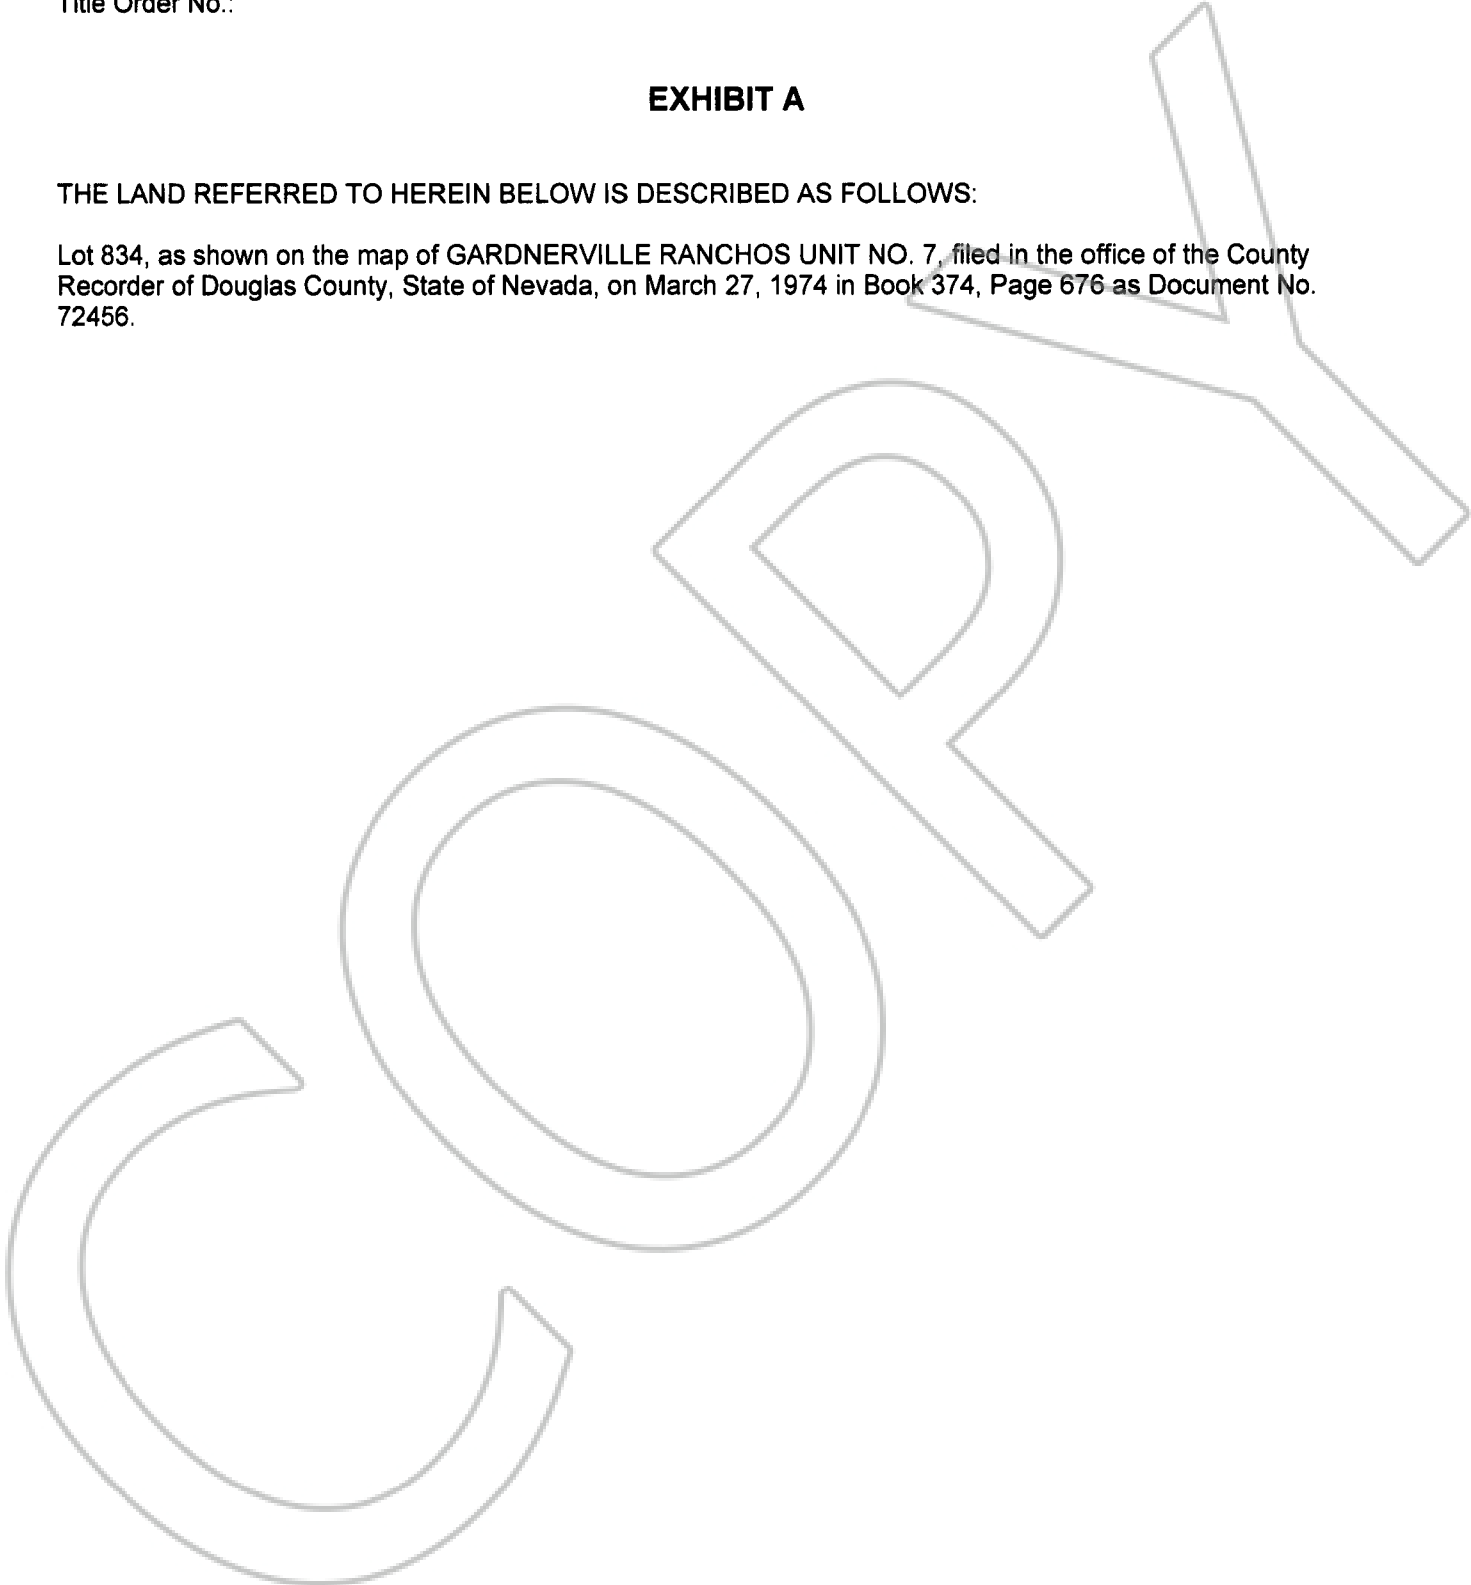 Title Order No.:
EXHIBIT A
THE LAND REFERRED TO HEREIN BELOW IS DESCRIBED AS FOLLOWS:
Lot 834, as shown on the map of GARDNERVILLE RANCHOS UNIT NO. 7, filed in the office of the County
Recorder of Douglas County, State of Nevada, on March 27, 1974 in Book 374, Page 676 as Document No.
72456.
COPY